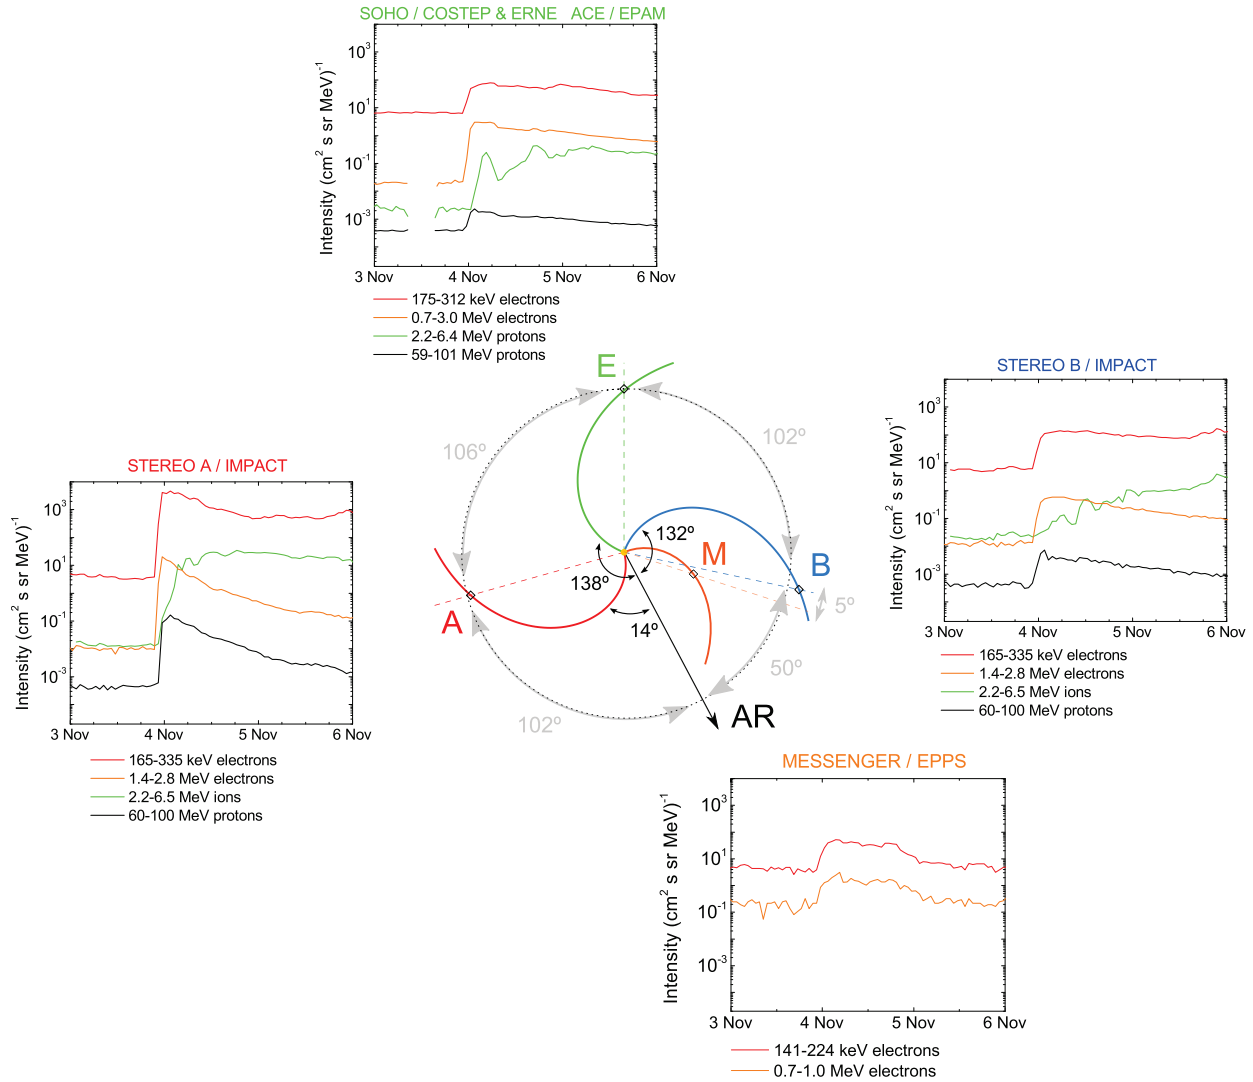 SOHO / COSTEP & ERNE ACE / EPAM
Intensity (cm² s sr MeV)⁻¹
10³
10¹
10⁻¹
10⁻³
3 Nov 4 Nov 5 Nov 6 Nov
175-312 keV electrons
0.7-3.0 MeV electrons
2.2-6.4 MeV protons
59-101 MeV protons
STEREO A / IMPACT
Intensity (cm² s sr MeV)⁻¹
10³
10¹
10⁻¹
10⁻³
3 Nov 4 Nov 5 Nov 6 Nov
165-335 keV electrons
1.4-2.8 MeV electrons
2.2-6.5 MeV ions
60-100 MeV protons
E
106º
102º
132º
M
138º
B
A
14º
5º
50º
102º
AR
STEREO B / IMPACT
Intensity (cm² s sr MeV)⁻¹
10³
10¹
10⁻¹
10⁻³
3 Nov 4 Nov 5 Nov 6 Nov
165-335 keV electrons
1.4-2.8 MeV electrons
2.2-6.5 MeV ions
60-100 MeV protons
MESSENGER / EPPS
Intensity (cm² s sr MeV)⁻¹
10³
10¹
10⁻¹
10⁻³
3 Nov 4 Nov 5 Nov 6 Nov
141-224 keV electrons
0.7-1.0 MeV electrons